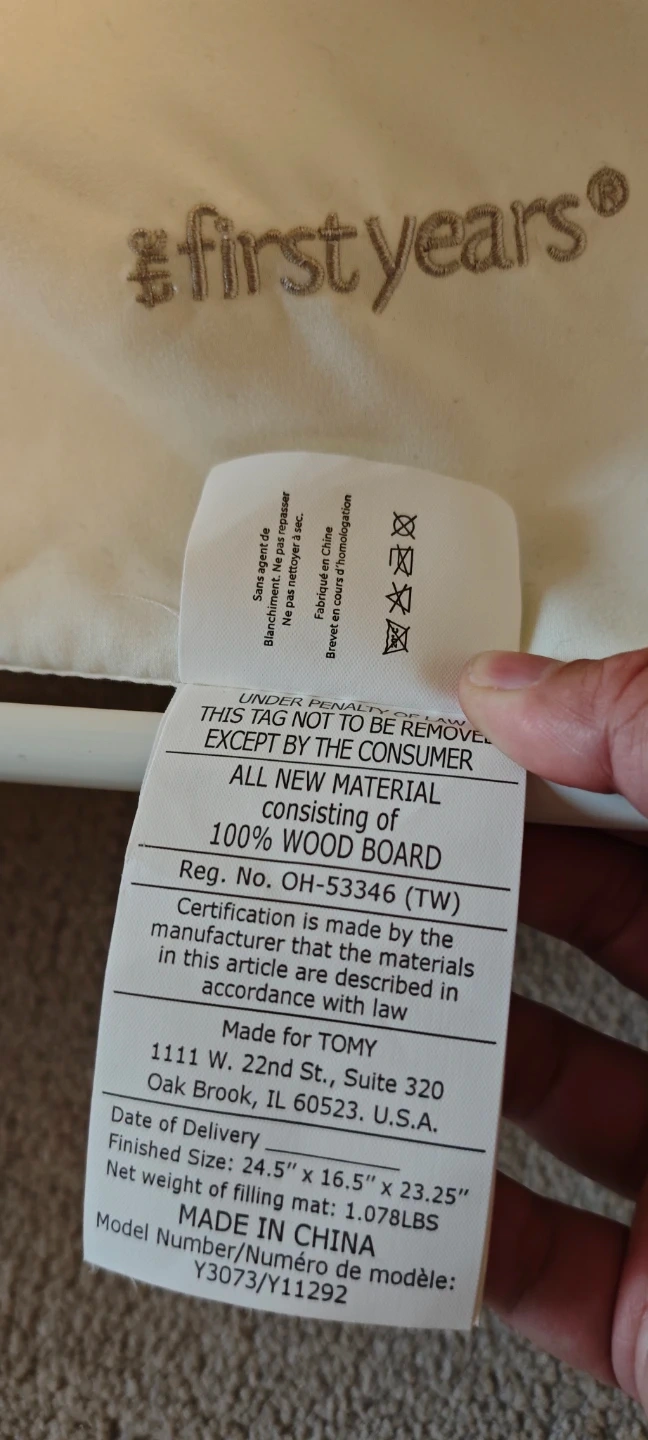 the first years®
Sans agent de
Blanchiment. Ne pas repasser
Ne pas nettoyer à sec.
Fabriqué en Chine
Brevet en cours d'homologation
UNDER PENALTY OF LAW
THIS TAG NOT TO BE REMOVED
EXCEPT BY THE CONSUMER
ALL NEW MATERIAL
consisting of
100% WOOD BOARD
Reg. No. OH-53346 (TW)
Certification is made by the
manufacturer that the materials
in this article are described in
accordance with law
Made for TOMY
1111 W. 22nd St., Suite 320
Oak Brook, IL 60523. U.S.A.
Date of Delivery
Finished Size: 24.5" x 16.5" x 23.25"
Net weight of filling mat: 1.078LBS
MADE IN CHINA
Model Number/Numéro de modèle:
Y3073/Y11292